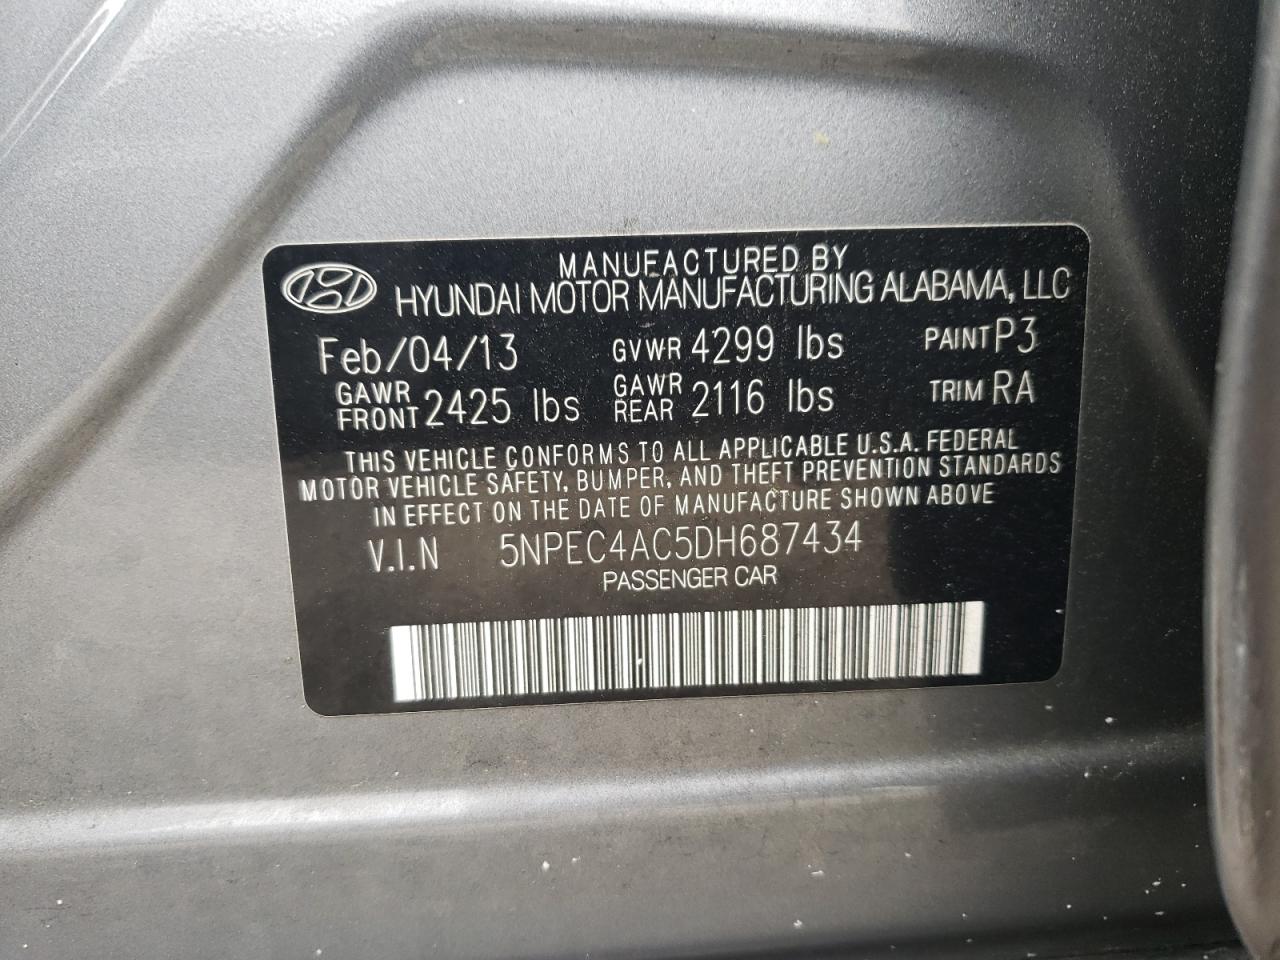 MANUFACTURED BY
HYUNDAI MOTOR MANUFACTURING ALABAMA, LLC
Feb/04/13 GVWR 4299 lbs PAINT P3
GAWR FRONT 2425 lbs GAWR REAR 2116 lbs TRIM RA
THIS VEHICLE CONFORMS TO ALL APPLICABLE U.S.A. FEDERAL
MOTOR VEHICLE SAFETY, BUMPER, AND THEFT PREVENTION STANDARDS
IN EFFECT ON THE DATE OF MANUFACTURE SHOWN ABOVE
V.I.N 5NPEC4AC5DH687434
PASSENGER CAR